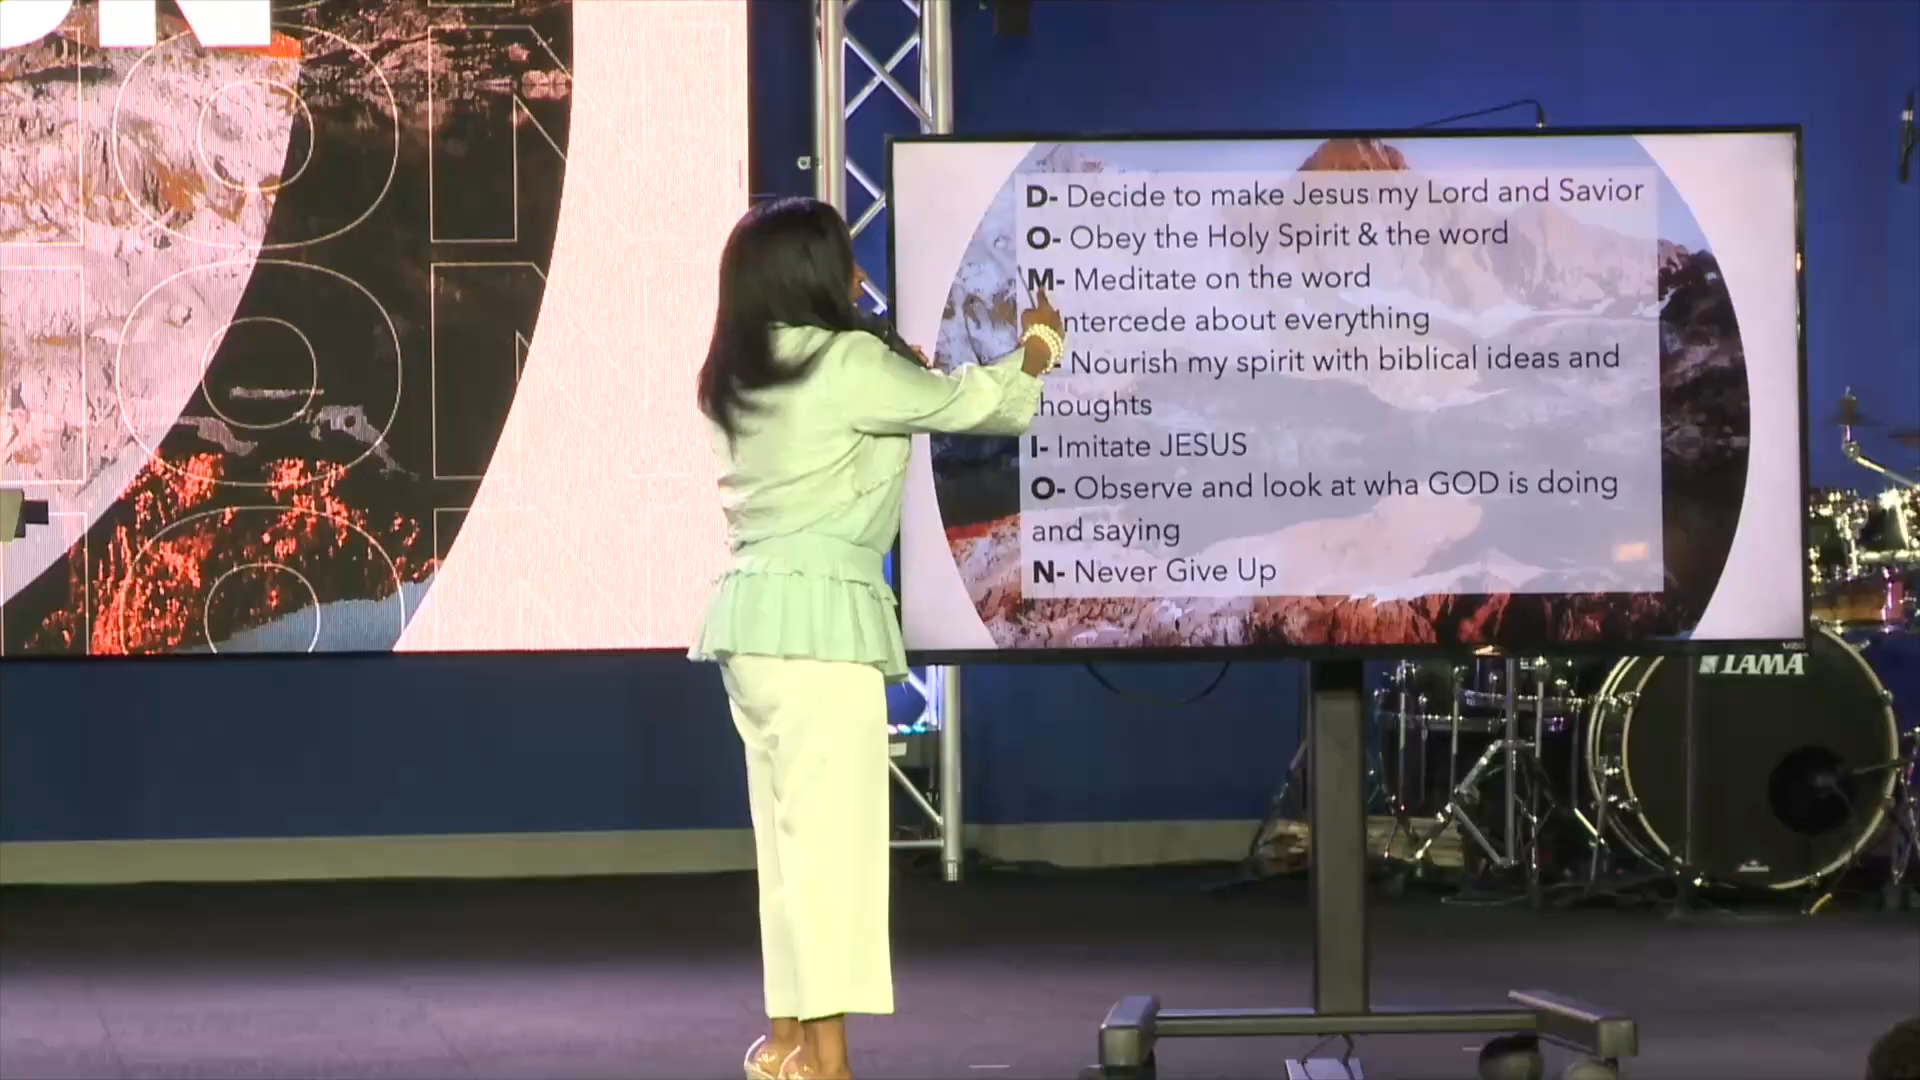 ON
D- Decide to make Jesus my Lord and Savior
O- Obey the Holy Spirit & the word
M- Meditate on the word
ntercede about everything
- Nourish my spirit with biblical ideas and
houghts
I- Imitate JESUS
O- Observe and look at wha GOD is doing
and saying
N- Never Give Up
LAMA